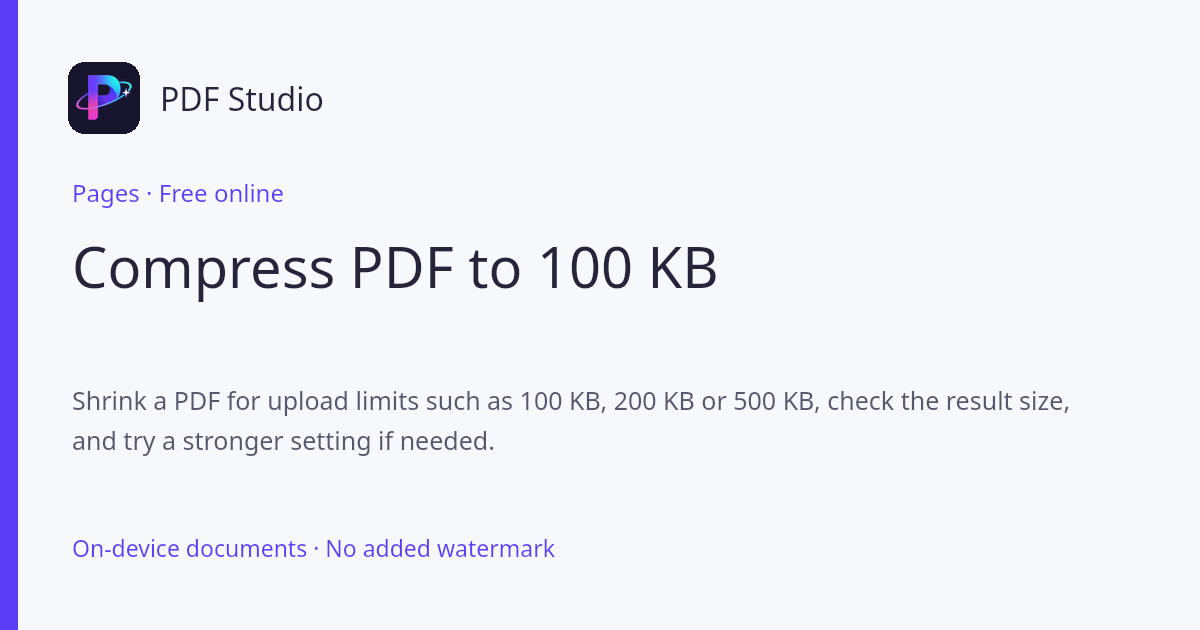 PDF Studio
Pages · Free online
Compress PDF to 100 KB
Shrink a PDF for upload limits such as 100 KB, 200 KB or 500 KB, check the result size,
and try a stronger setting if needed.
On-device documents · No added watermark